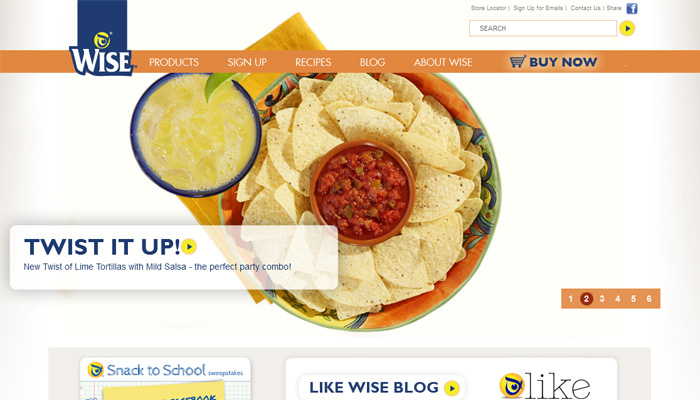 Store Locator | Sign Up for Emails | Contact Us | Share
SEARCH
WISE
PRODUCTS SIGN UP RECIPES BLOG ABOUT WISE BUY NOW
TWIST IT UP!
New Twist of Lime Tortillas with Mild Salsa - the perfect party combo!
1 2 3 4 5 6
Snack to School sweepstakes
LIKE WISE BLOG
like